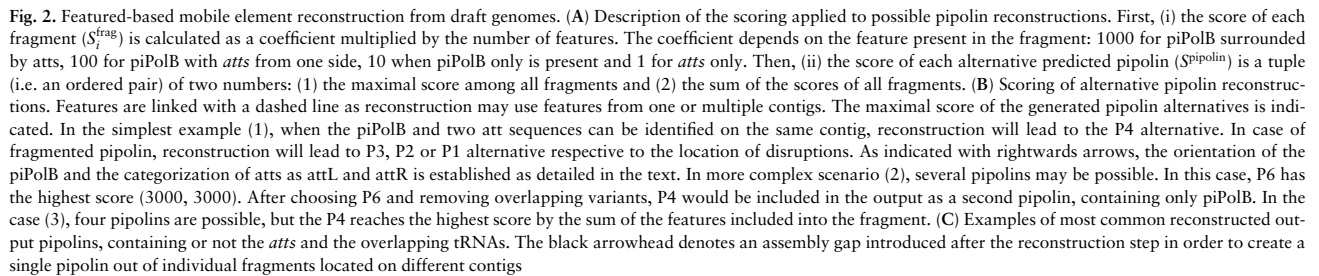 Fig. 2. Featured-based mobile element reconstruction from draft genomes. (A) Description of the scoring applied to possible pipolin reconstructions. First, (i) the score of each
fragment (S_i^frag) is calculated as a coefficient multiplied by the number of features. The coefficient depends on the feature present in the fragment: 1000 for piPolB surrounded
by atts, 100 for piPolB with atts from one side, 10 when piPolB only is present and 1 for atts only. Then, (ii) the score of each alternative predicted pipolin (S^pipolin) is a tuple
(i.e. an ordered pair) of two numbers: (1) the maximal score among all fragments and (2) the sum of the scores of all fragments. (B) Scoring of alternative pipolin reconstruc-
tions. Features are linked with a dashed line as reconstruction may use features from one or multiple contigs. The maximal score of the generated pipolin alternatives is indi-
cated. In the simplest example (1), when the piPolB and two att sequences can be identified on the same contig, reconstruction will lead to the P4 alternative. In case of
fragmented pipolin, reconstruction will lead to P3, P2 or P1 alternative respective to the location of disruptions. As indicated with rightwards arrows, the orientation of the
piPolB and the categorization of atts as attL and attR is established as detailed in the text. In more complex scenario (2), several pipolins may be possible. In this case, P6 has
the highest score (3000, 3000). After choosing P6 and removing overlapping variants, P4 would be included in the output as a second pipolin, containing only piPolB. In the
case (3), four pipolins are possible, but the P4 reaches the highest score by the sum of the features included into the fragment. (C) Examples of most common reconstructed out-
put pipolins, containing or not the atts and the overlapping tRNAs. The black arrowhead denotes an assembly gap introduced after the reconstruction step in order to create a
single pipolin out of individual fragments located on different contigs